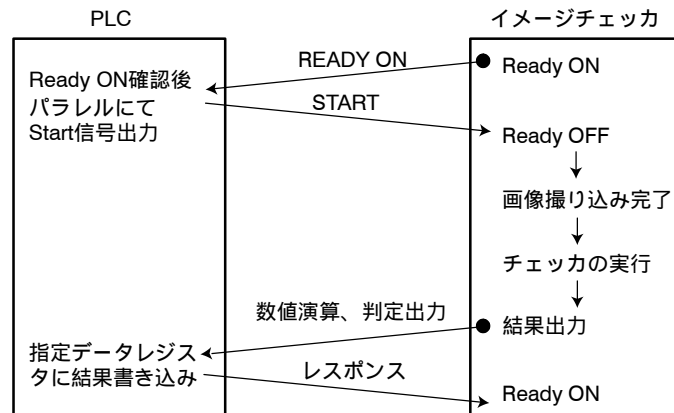 PLC
イメージチェッカ
READY ON
Ready ON
Ready ON確認後
パラレルにて
Start信号出力
START
Ready OFF
画像撮り込み完了
チェッカの実行
数値演算、判定出力
結果出力
指定データレジス
タに結果書き込み
レスポンス
Ready ON